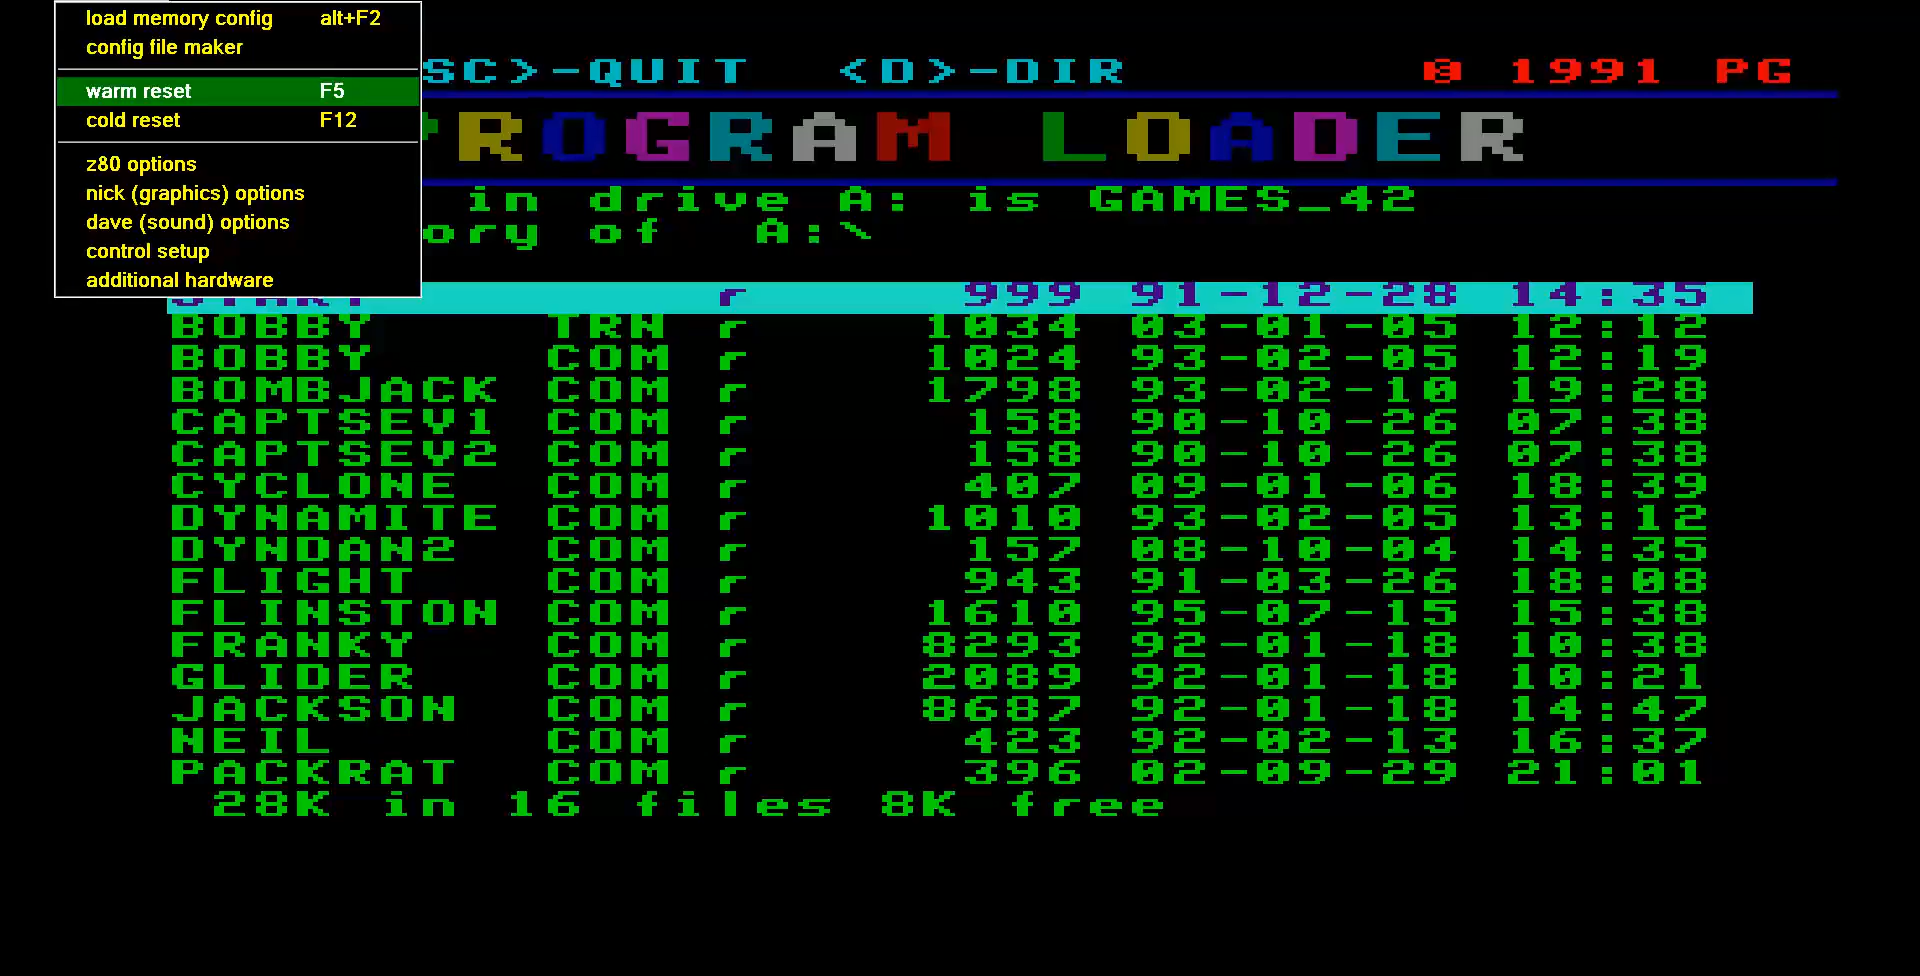 load memory config alt+F2
config file maker
warm reset F5
cold reset F12
z80 options
nick (graphics) options
dave (sound) options
control setup
additional hardware
SC>-QUIT <D>-DIR © 1991 PG
PROGRAM LOADER
in drive A: is GAMES_42
ory of A:\
START r 999 91-12-28 14:35
BOBBY TRN r 1034 03-01-05 12:12
BOBBY COM r 1024 93-02-05 12:19
BOMBJACK COM r 1798 93-02-10 19:28
CAPTSEV1 COM r 158 90-10-26 07:38
CAPTSEV2 COM r 158 90-10-26 07:38
CYCLONE COM r 407 09-01-06 18:39
DYNAMITE COM r 1010 93-02-05 13:12
DYNDAN2 COM r 157 08-10-04 14:35
FLIGHT COM r 943 91-03-26 18:08
FLINSTON COM r 1610 95-07-15 15:38
FRANKY COM r 8293 92-01-18 10:38
GLIDER COM r 2089 92-01-18 10:21
JACKSON COM r 8687 92-01-18 14:47
NEIL COM r 423 92-02-13 16:37
PACKRAT COM r 396 02-09-29 21:01
28K in 16 files 8K free